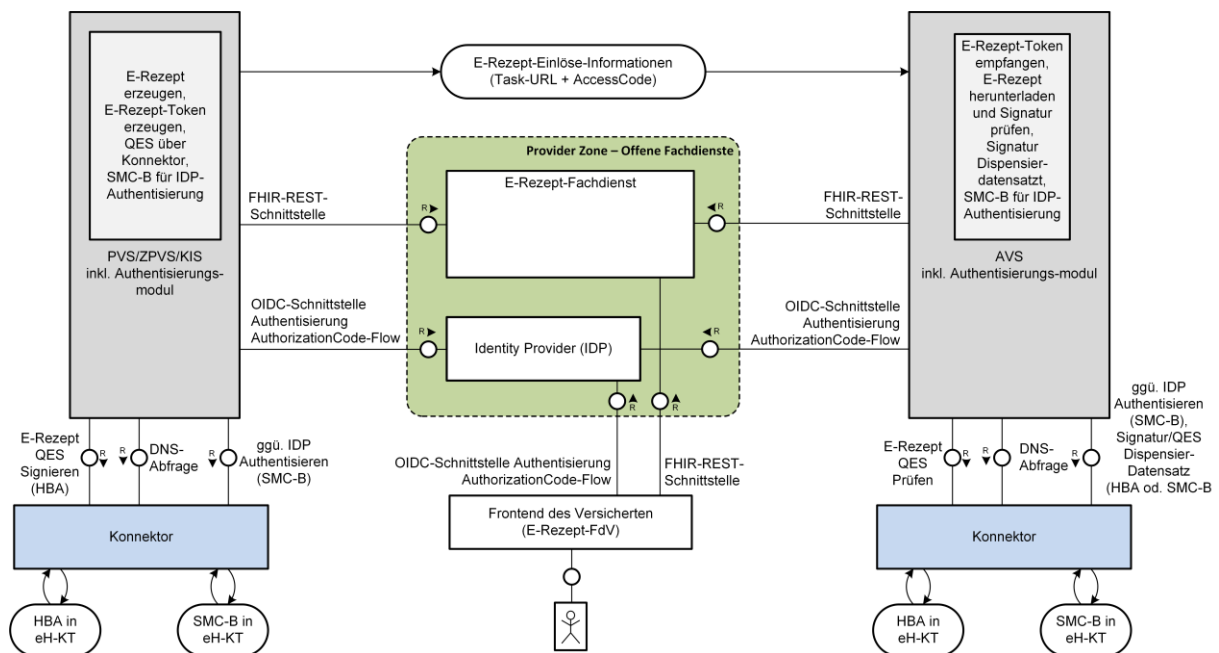 E-Rezept
erzeugen,
E-Rezept-Token
erzeugen,
QES über
Konnektor,
SMC-B für IDP-
Authentisierung
PVS/ZPVS/KIS
inkl. Authentisierungs-
modul
E-Rezept-Einlöse-Informationen
(Task-URL + AccessCode)
E-Rezept-Token
empfangen,
E-Rezept
herunterladen
und Signatur
prüfen,
Signatur
Dispensier-
datensatzt,
SMC-B für IDP-
Authentisierung
AVS
inkl. Authentisierungs-modul
Provider Zone – Offene Fachdienste
E-Rezept-Fachdienst
FHIR-REST-
Schnittstelle
R
R
FHIR-REST-
Schnittstelle
OIDC-Schnittstelle
Authentisierung
AuthorizationCode-Flow
R
Identity Provider (IDP)
R
OIDC-Schnittstelle
Authentisierung
AuthorizationCode-Flow
R
R
E-Rezept
QES
Signieren
(HBA)
R
R
DNS-
Abfrage
R
ggü. IDP
Authentisieren
(SMC-B)
OIDC-Schnittstelle Authentisierung
AuthorizationCode-Flow
FHIR-REST-
Schnittstelle
E-Rezept
QES
Prüfen
R
R
DNS-
Abfrage
R
ggü. IDP
Authentisieren
(SMC-B),
Signatur/QES
Dispensier-
Datensatz
(HBA od. SMC-B
Konnektor
Frontend des Versicherten
(E-Rezept-FdV)
Konnektor
HBA in
eH-KT
SMC-B in
eH-KT
HBA in
eH-KT
SMC-B in
eH-KT